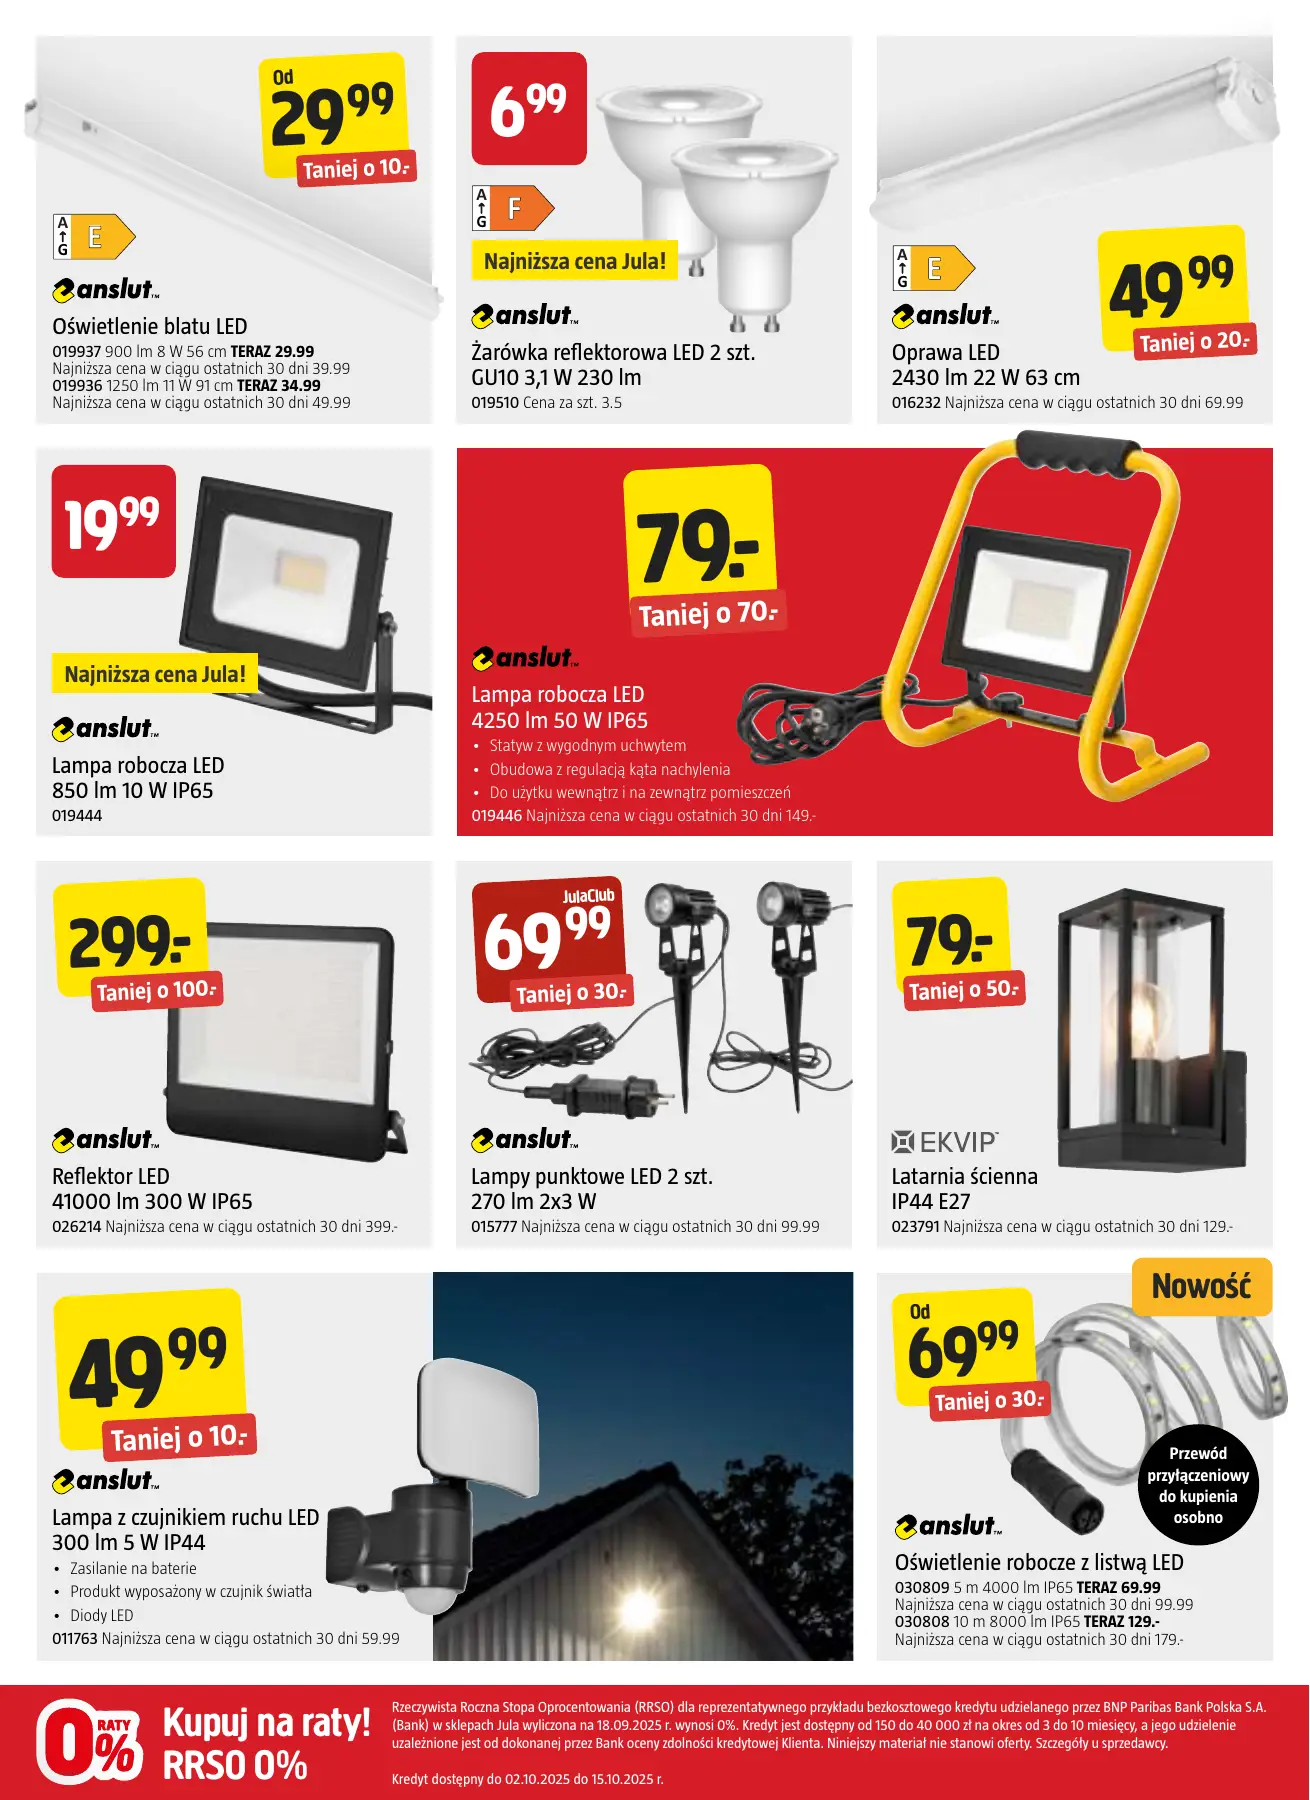 Od
29 99
Taniej o 10.-
A
G
E
anslut™
Oświetlenie blatu LED
019937 900 lm 8 W 56 cm TERAZ 29.99
Najniższa cena w ciągu ostatnich 30 dni 39.99
019936 1250 lm 11 W 91 cm TERAZ 34.99
Najniższa cena w ciągu ostatnich 30 dni 49.99
6 99
A
G
F
Najniższa cena Jula!
anslut™
Żarówka reflektorowa LED 2 szt.
GU10 3,1 W 230 lm
019510 Cena za szt. 3.5
A
G
E
49 99
Taniej o 20.-
anslut™
Oprawa LED
2430 lm 22 W 63 cm
016232 Najniższa cena w ciągu ostatnich 30 dni 69.99
19 99
Najniższa cena Jula!
anslut™
Lampa robocza LED
850 lm 10 W IP65
019444
79.-
Taniej o 70.-
anslut™
Lampa robocza LED
4250 lm 50 W IP65
• Statyw z wygodnym uchwytem
• Obudowa z regulacją kąta nachylenia
• Do użytku wewnątrz i na zewnątrz pomieszczeń
019446 Najniższa cena w ciągu ostatnich 30 dni 149.-
299.-
Taniej o 100.-
anslut™
Reflektor LED
41000 lm 300 W IP65
026214 Najniższa cena w ciągu ostatnich 30 dni 399.-
JulaClub
69 99
Taniej o 30.-
anslut™
Lampy punktowe LED 2 szt.
270 lm 2x3 W
015777 Najniższa cena w ciągu ostatnich 30 dni 99.99
79.-
Taniej o 50.-
EKVIP™
Latarnia ścienna
IP44 E27
023791 Najniższa cena w ciągu ostatnich 30 dni 129.-
49 99
Taniej o 10.-
anslut™
Lampa z czujnikiem ruchu LED
300 lm 5 W IP44
• Zasilanie na baterie
• Produkt wyposażony w czujnik światła
• Diody LED
011763 Najniższa cena w ciągu ostatnich 30 dni 59.99
Nowość
Od
69 99
Taniej o 30.-
Przewód
przyłączeniowy
do kupienia
osobno
anslut™
Oświetlenie robocze z listwą LED
030809 5 m 4000 lm IP65 TERAZ 69.99
Najniższa cena w ciągu ostatnich 30 dni 99.99
030808 10 m 8000 lm IP65 TERAZ 129.-
Najniższa cena w ciągu ostatnich 30 dni 179.-
0 RATY 0%
Kupuj na raty!
RRSO 0%
Rzeczywista Roczna Stopa Oprocentowania (RRSO) dla reprezentatywnego przykładu bezkosztowego kredytu udzielanego przez BNP Paribas Bank Polska S.A.
(Bank) w sklepach Jula wyliczona na 18.09.2025 r. wynosi 0%. Kredyt jest dostępny od 150 do 40 000 zł na okres od 3 do 10 miesięcy, a jego udzielenie
uzależnione jest od dokonanej przez Bank oceny zdolności kredytowej Klienta. Niniejszy materiał nie stanowi oferty. Szczegóły u sprzedawcy.
Kredyt dostępny do 02.10.2025 do 15.10.2025 r.